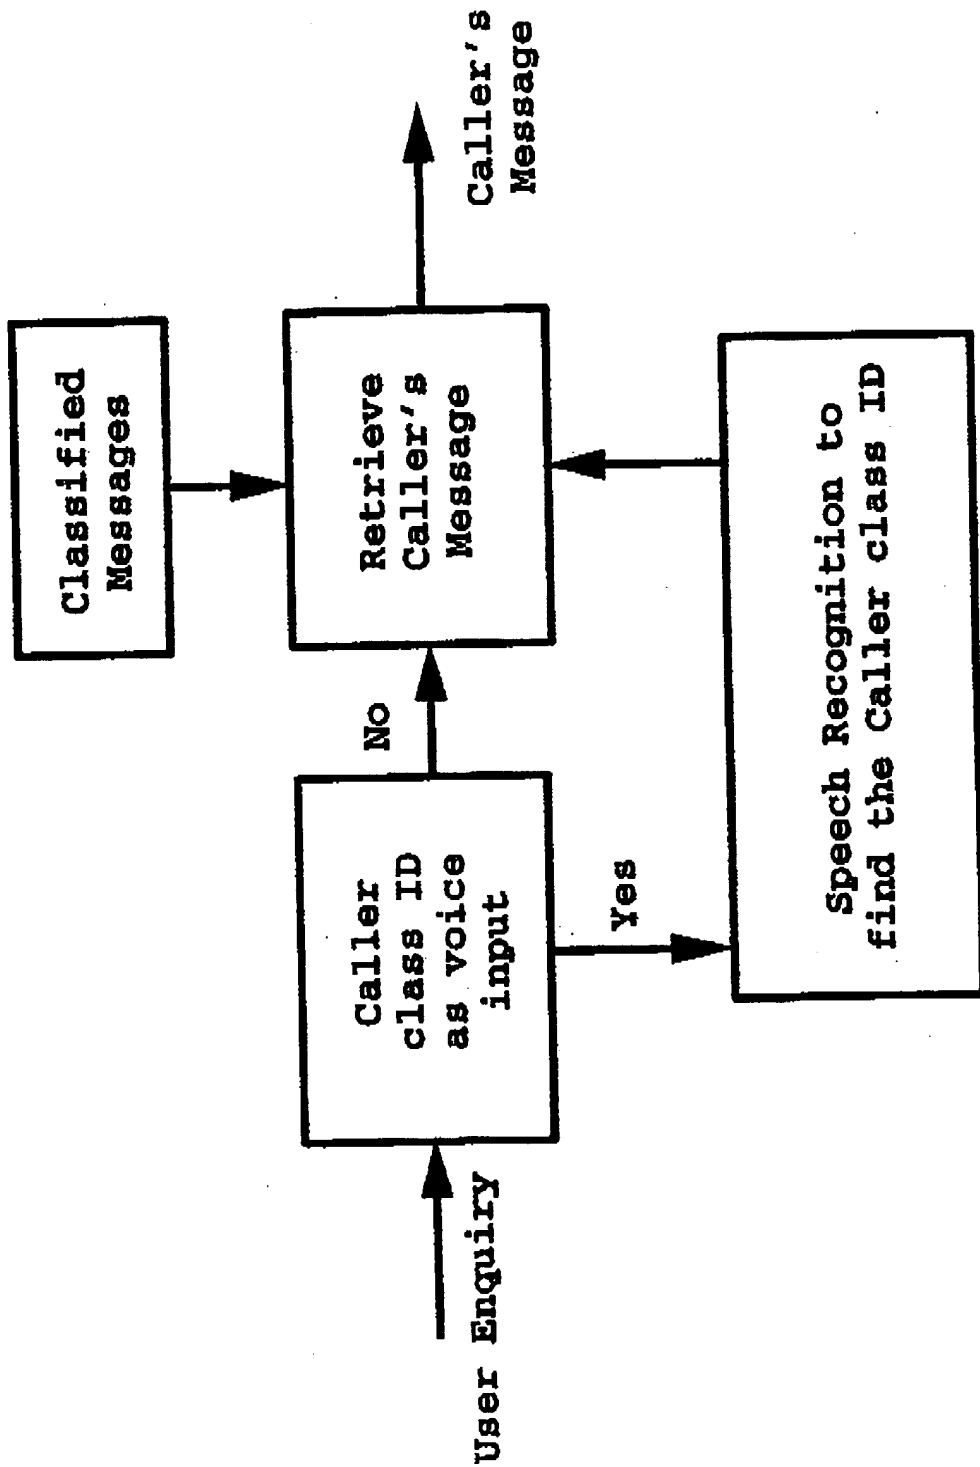 User Enquiry
Caller
class ID
as voice
input
No
Yes
Speech Recognition to
find the Caller class ID
Classified
Messages
Retrieve
Caller's
Message
Caller's
Message